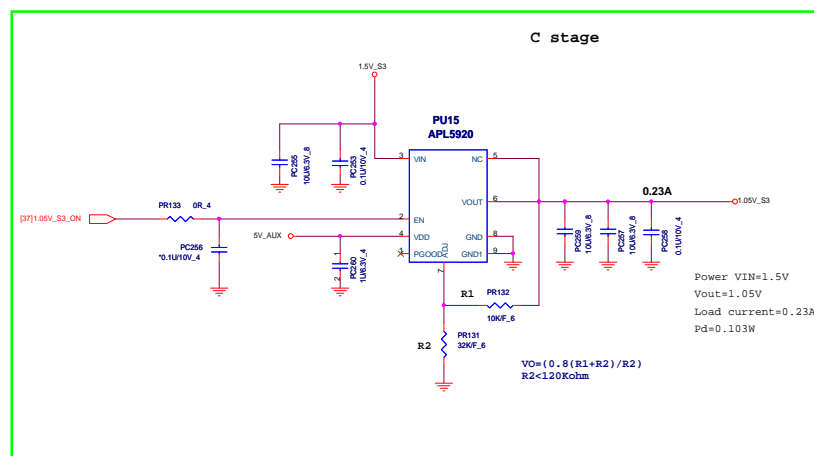 C stage
1.5V_S3
PU15
APL5920
PC255
10U/6.3V_8
PC253
0.1U/10V_4
3
VIN
NC
5
VOUT
6
0.23A
1.05V_S3
PR133
0R_4
[37]1.05V_S3_ON
2
EN
PC256
*0.1U/10V_4
5V_AUX
4
VDD
GND
8
1
PGOOD
GND1
9
ADJ
7
1
2
PC260
1U/6.3V_4
PC259
10U/6.3V_8
PC257
10U/6.3V_8
PC258
0.1U/10V_4
R1
PR132
10K/F_6
R2
PR131
32K/F_6
Power VIN=1.5V
Vout=1.05V
Load current=0.23A
Pd=0.103W
VO=(0.8(R1+R2)/R2)
R2<120Kohm